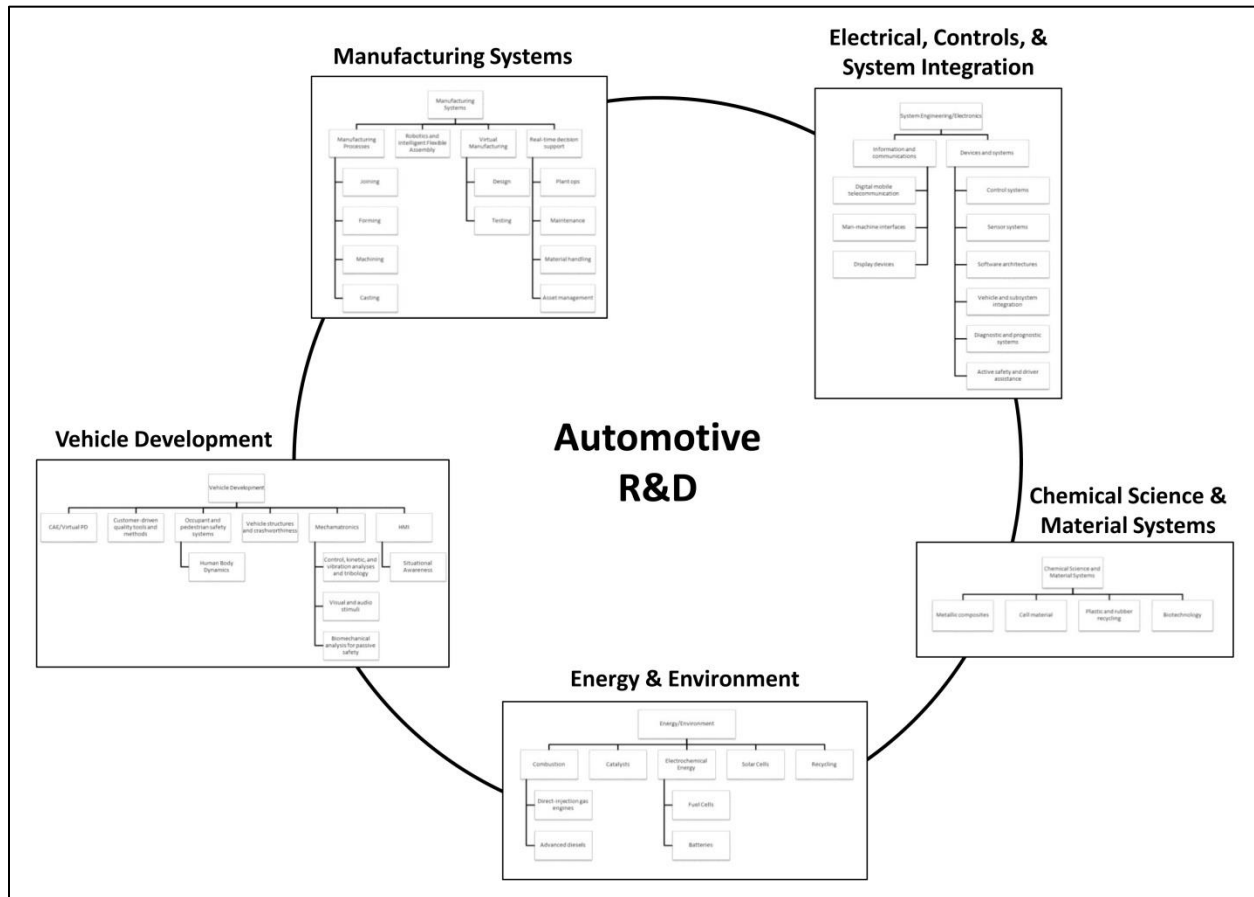 Manufacturing Systems
Manufacturing
Systems
Manufacturing
Processes
Robotics and
Intelligent Flexible
Assembly
Virtual
Manufacturing
Real-time decision
support
Joining
Forming
Machining
Casting
Design
Testing
Plant ops
Maintenance
Material handling
Asset management
Electrical, Controls, &
System Integration
System Engineering/Electronics
Information and
communications
Devices and systems
Digital mobile
telecommunication
Man-machine interfaces
Display devices
Control systems
Sensor systems
Software architectures
Vehicle and subsystem
integration
Diagnostic and prognostic
systems
Active safety and driver
assistance
Automotive
R&D
Vehicle Development
Vehicle Development
CAE/Virtual PD
Customer-driven
quality tools and
methods
Occupant and
pedestrian safety
systems
Vehicle structures
and crashworthiness
Mechamatronics
HMI
Human Body
Dynamics
Control, kinetic, and
vibration analyses
and tribology
Visual and audio
stimuli
Biomechanical
analysis for passive
safety
Situational
Awareness
Chemical Science &
Material Systems
Chemical Science and
Material Systems
Metallic composites
Cell material
Plastic and rubber
recycling
Biotechnology
Energy & Environment
Energy/Environment
Combustion
Catalysts
Electrochemical
Energy
Solar Cells
Recycling
Direct-injection gas
engines
Advanced diesels
Fuel Cells
Batteries